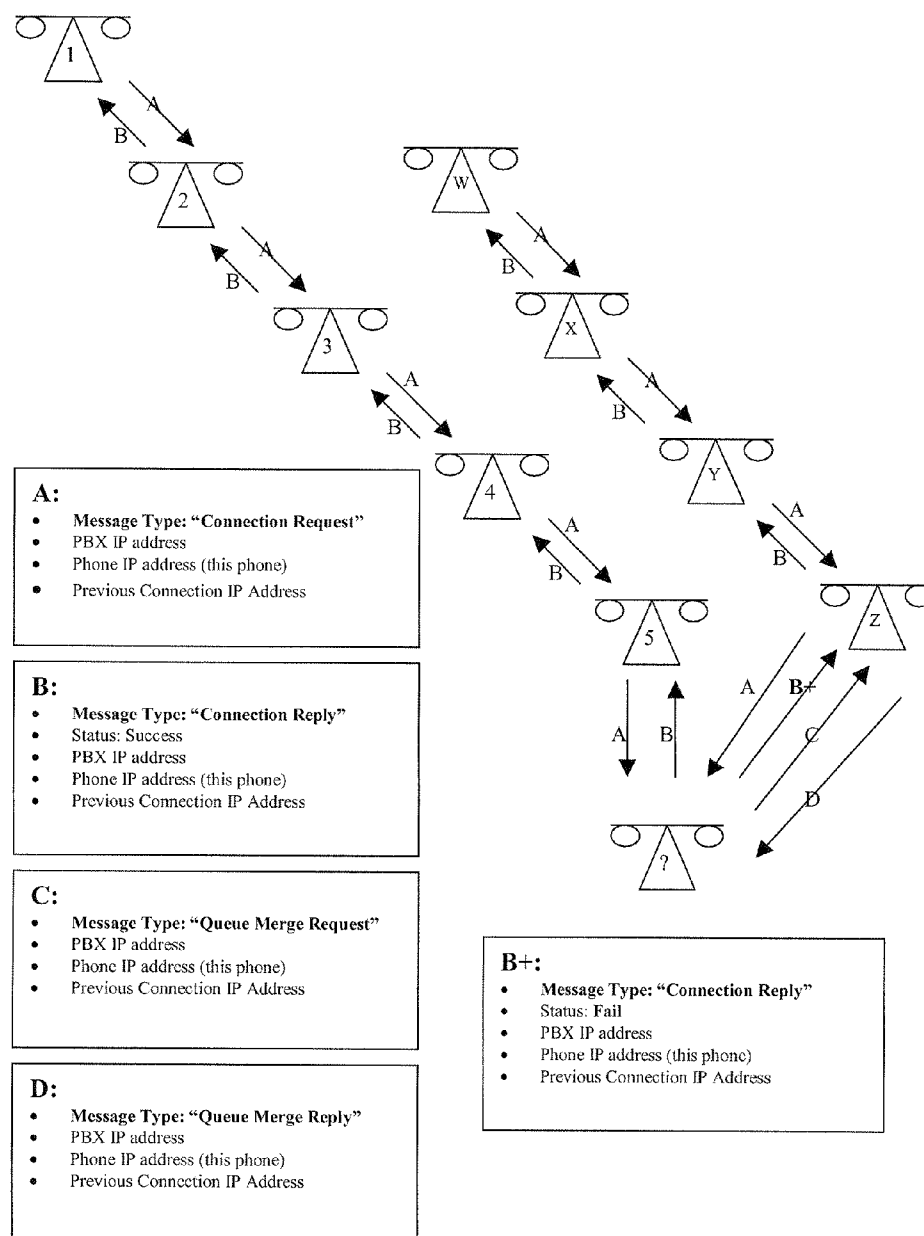 1
A
B
2
W
A
B
A
B
3
X
A
B
A
B
4
Y
A
B
A
B
5
Z
A
B
A
B+
C
D
?
A:
• Message Type: “Connection Request”
• PBX IP address
• Phone IP address (this phone)
• Previous Connection IP Address
B:
• Message Type: “Connection Reply”
• Status: Success
• PBX IP address
• Phone IP address (this phone)
• Previous Connection IP Address
C:
• Message Type: “Queue Merge Request”
• PBX IP address
• Phone IP address (this phone)
• Previous Connection IP Address
B+:
• Message Type: “Connection Reply”
• Status: Fail
• PBX IP address
• Phone IP address (this phone)
• Previous Connection IP Address
D:
• Message Type: “Queue Merge Reply”
• PBX IP address
• Phone IP address (this phone)
• Previous Connection IP Address